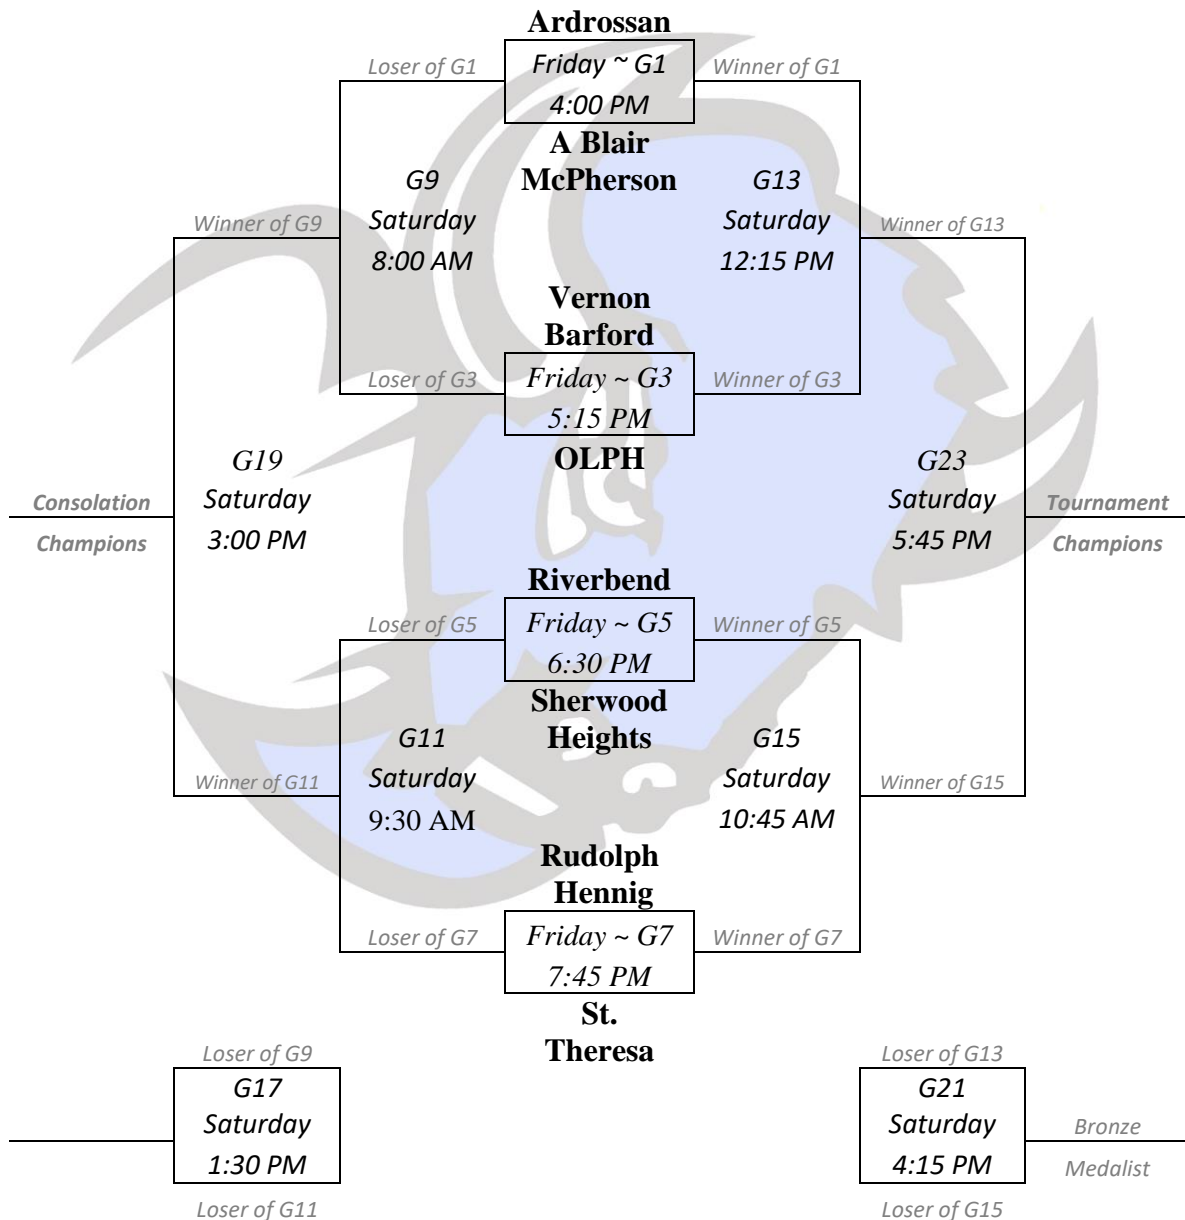 Ardrossan
Loser of G1
Friday ~ G1
Winner of G1
4:00 PM
A Blair
McPherson
G9
Saturday
8:00 AM
G13
Saturday
12:15 PM
Winner of G9
Winner of G13
Vernon
Barford
Loser of G3
Friday ~ G3
Winner of G3
5:15 PM
OLPH
G19
Saturday
3:00 PM
G23
Saturday
5:45 PM
Consolation
Champions
Tournament
Champions
Riverbend
Loser of G5
Friday ~ G5
Winner of G5
6:30 PM
Sherwood
Heights
G11
Saturday
9:30 AM
G15
Saturday
10:45 AM
Winner of G11
Winner of G15
Rudolph
Hennig
Loser of G7
Friday ~ G7
Winner of G7
7:45 PM
St.
Theresa
Loser of G9
G17
Saturday
1:30 PM
Loser of G11
Loser of G13
G21
Saturday
4:15 PM
Loser of G15
Bronze
Medalist